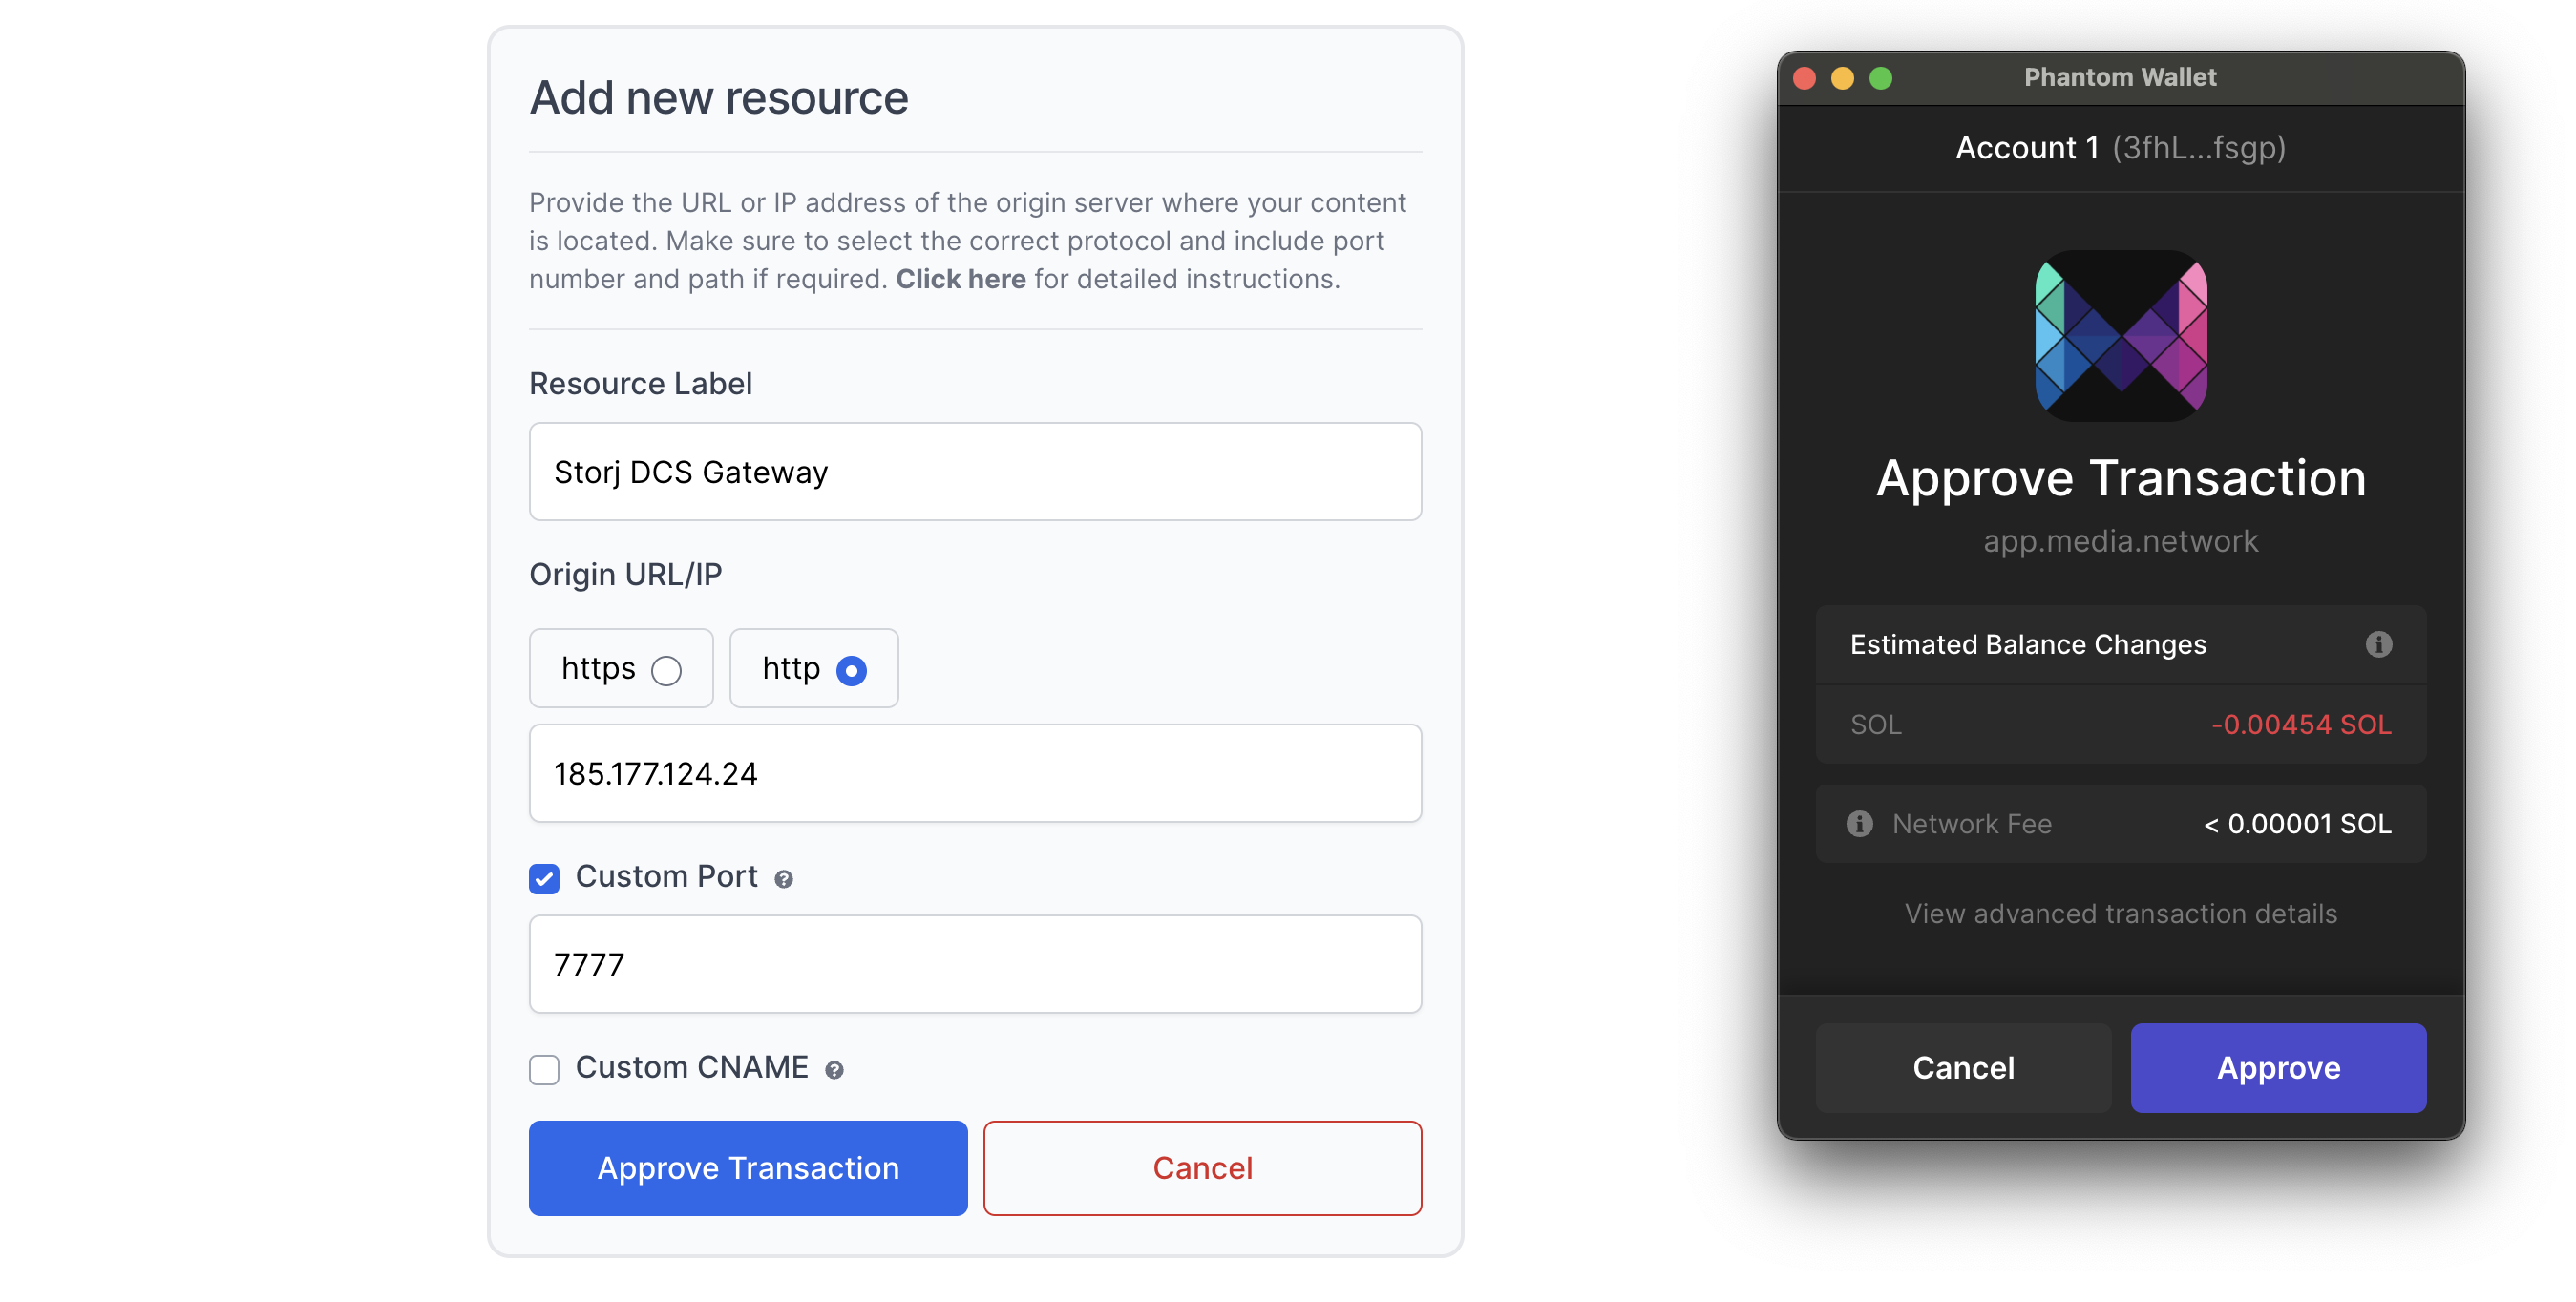 Add new resource
Provide the URL or IP address of the origin server where your content
is located. Make sure to select the correct protocol and include port
number and path if required. Click here for detailed instructions.
Resource Label
Storj DCS Gateway
Origin URL/IP
https
http
185.177.124.24
Custom Port
7777
Custom CNAME
Approve Transaction
Cancel
Phantom Wallet
Account 1 (3fhL...fsgp)
Approve Transaction
app.media.network
Estimated Balance Changes
SOL -0.00454 SOL
Network Fee < 0.00001 SOL
View advanced transaction details
Cancel
Approve